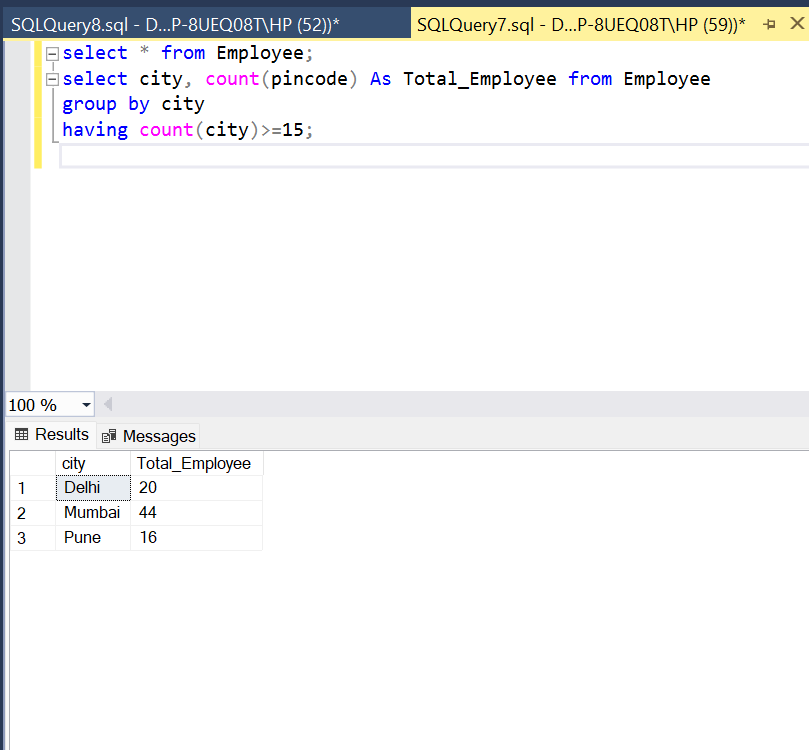 SQLQuery8.sql - D...P-8UEQ08T\HP (52))* SQLQuery7.sql - D...P-8UEQ08T\HP (59))*
select * from Employee;
select city, count(pincode) As Total_Employee from Employee
group by city
having count(city)>=15;
100 %
Results Messages
city Total_Employee
1 Delhi 20
2 Mumbai 44
3 Pune 16